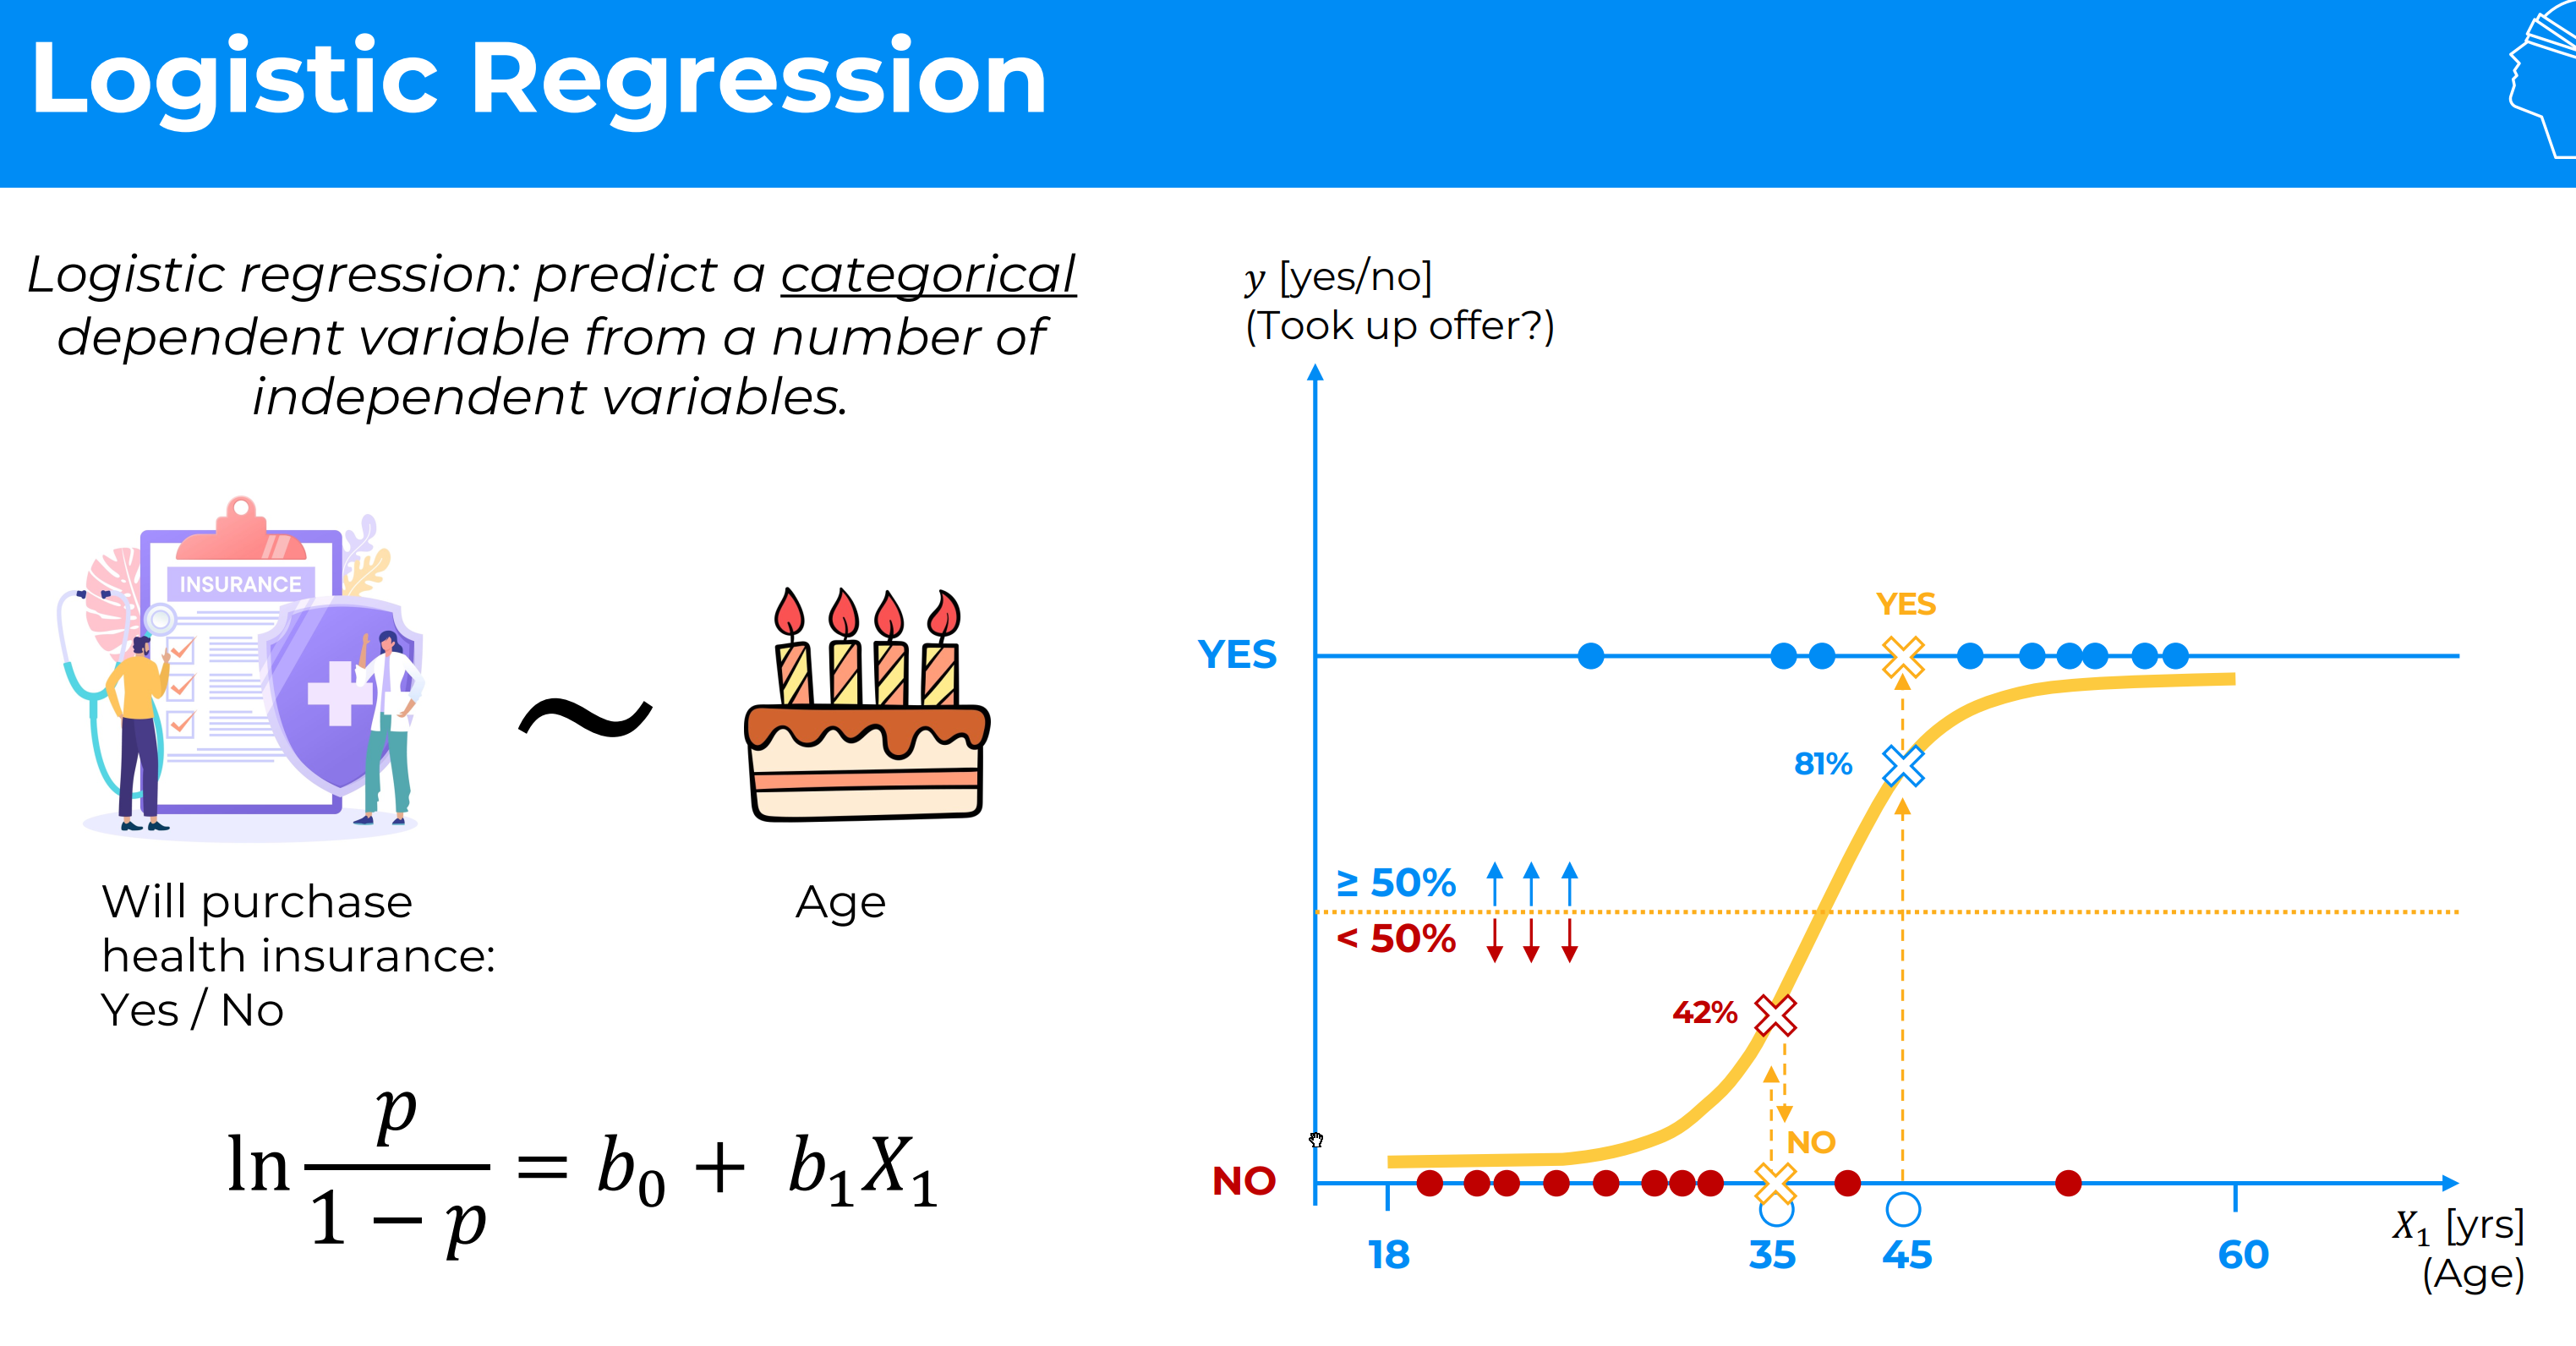 Logistic Regression
Logistic regression: predict a categorical
dependent variable from a number of
independent variables.
INSURANCE
~
Will purchase
health insurance:
Yes / No
Age
ln p/(1 − p) = b₀ + b₁X₁
y [yes/no]
(Took up offer?)
YES
YES
81%
≥ 50%
< 50%
42%
NO
NO
18
35
45
60
X₁ [yrs]
(Age)